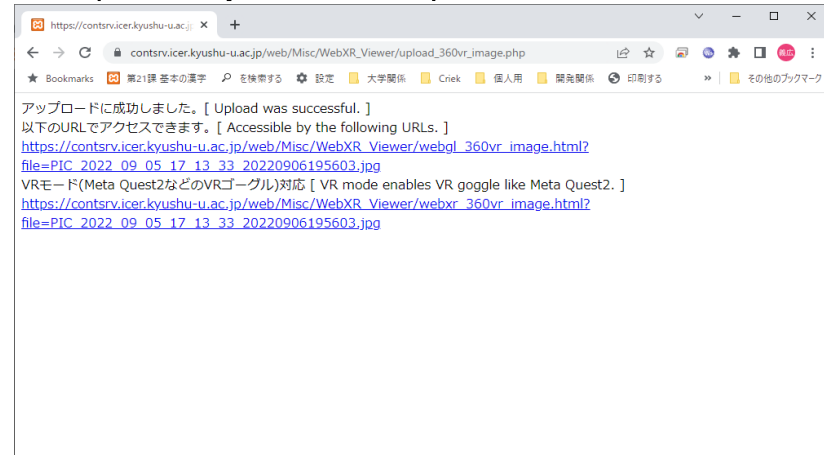 https://contsrv.icer.kyushu-u.ac.jp
contsrv.icer.kyushu-u.ac.jp/web/Misc/WebXR_Viewer/upload_360vr_image.php
Bookmarks 第21課 基本の漢字 を検索する 設定 大学関係 Criek 個人用 開発関係 印刷する » その他のブックマーク
アップロードに成功しました。[ Upload was successful. ]
以下のURLでアクセスできます。[ Accessible by the following URLs. ]
https://contsrv.icer.kyushu-u.ac.jp/web/Misc/WebXR_Viewer/webgl_360vr_image.html?
file=PIC_2022_09_05_17_13_33_20220906195603.jpg
VRモード(Meta Quest2などのVRゴーグル)対応 [ VR mode enables VR goggle like Meta Quest2. ]
https://contsrv.icer.kyushu-u.ac.jp/web/Misc/WebXR_Viewer/webxr_360vr_image.html?
file=PIC_2022_09_05_17_13_33_20220906195603.jpg